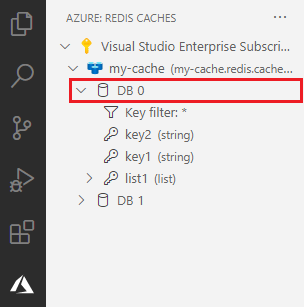 AZURE: REDIS CACHES
Visual Studio Enterprise Subscri...
my-cache (my-cache.redis.cache...
DB 0
Key filter: *
key2 (string)
key1 (string)
list1 (list)
DB 1